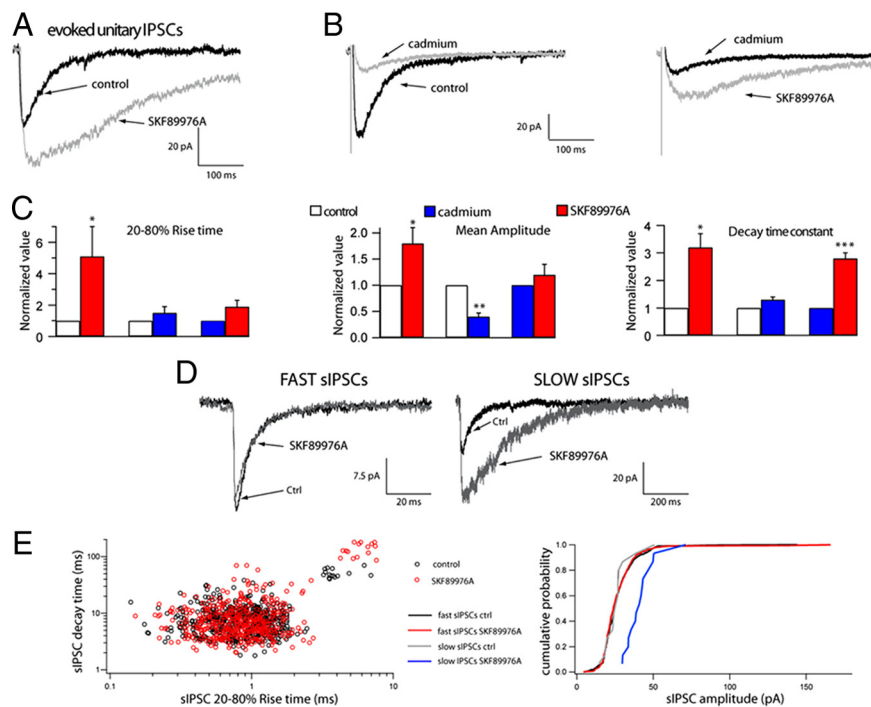 A
evoked unitary IPSCs
control
SKF89976A
20 pA
100 ms
B
cadmium
control
20 pA
100 ms
cadmium
SKF89976A
C
control
cadmium
SKF89976A
20-80% Rise time
Normalized value
6
4
2
0
*
Mean Amplitude
Normalized value
2.0
1.5
1.0
0.5
0.0
*
**
Decay time constant
Normalized value
4
3
2
1
0
*
***
D
FAST sIPSCs
SKF89976A
Ctrl
7.5 pA
20 ms
SLOW sIPSCs
Ctrl
SKF89976A
20 pA
200 ms
E
sIPSC decay time (ms)
100
10
1
0.1
1
10
sIPSC 20-80% Rise time (ms)
control
SKF89976A
fast sIPSCs ctrl
fast sIPSCs SKF89976A
slow sIPSCs ctrl
slow IPSCs SKF89976A
cumulative probability
1.0
0.8
0.6
0.4
0.2
0.0
0
50
100
150
sIPSC amplitude (pA)